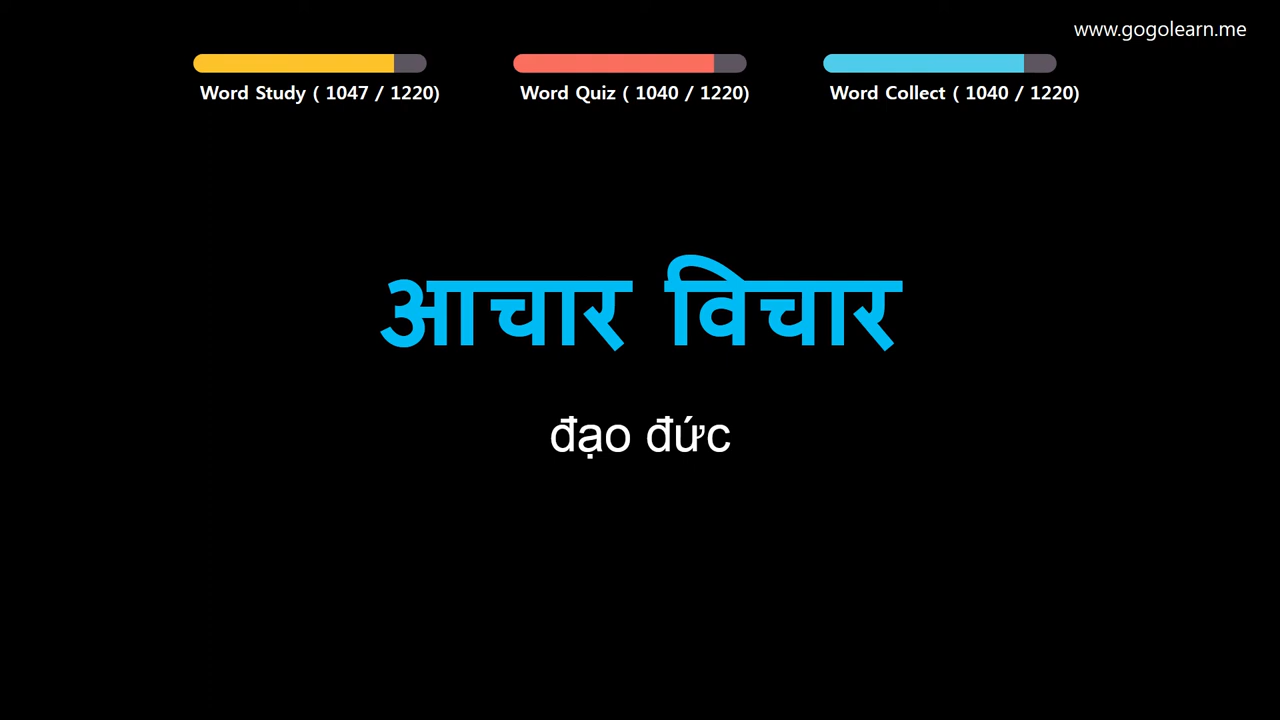 www.gogolearn.me
Word Study ( 1047 / 1220)
Word Quiz ( 1040 / 1220)
Word Collect ( 1040 / 1220)
आचार विचार
đạo đức